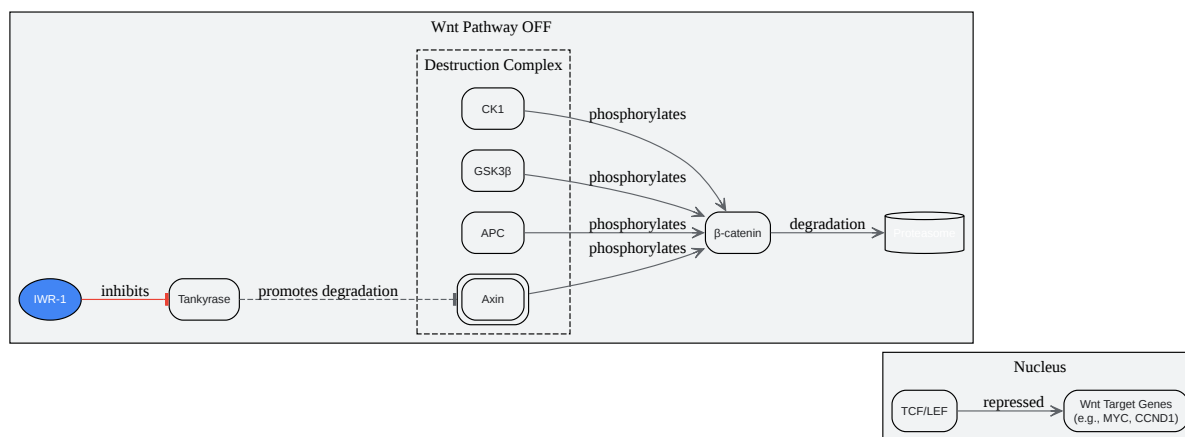 Wnt Pathway OFF
Destruction Complex
CK1
phosphorylates
GSK3β
phosphorylates
APC
phosphorylates
β-catenin
degradation
Proteasome
phosphorylates
IWR-1
inhibits
Tankyrase
promotes degradation
Axin
Nucleus
TCF/LEF
repressed
Wnt Target Genes
(e.g., MYC, CCND1)